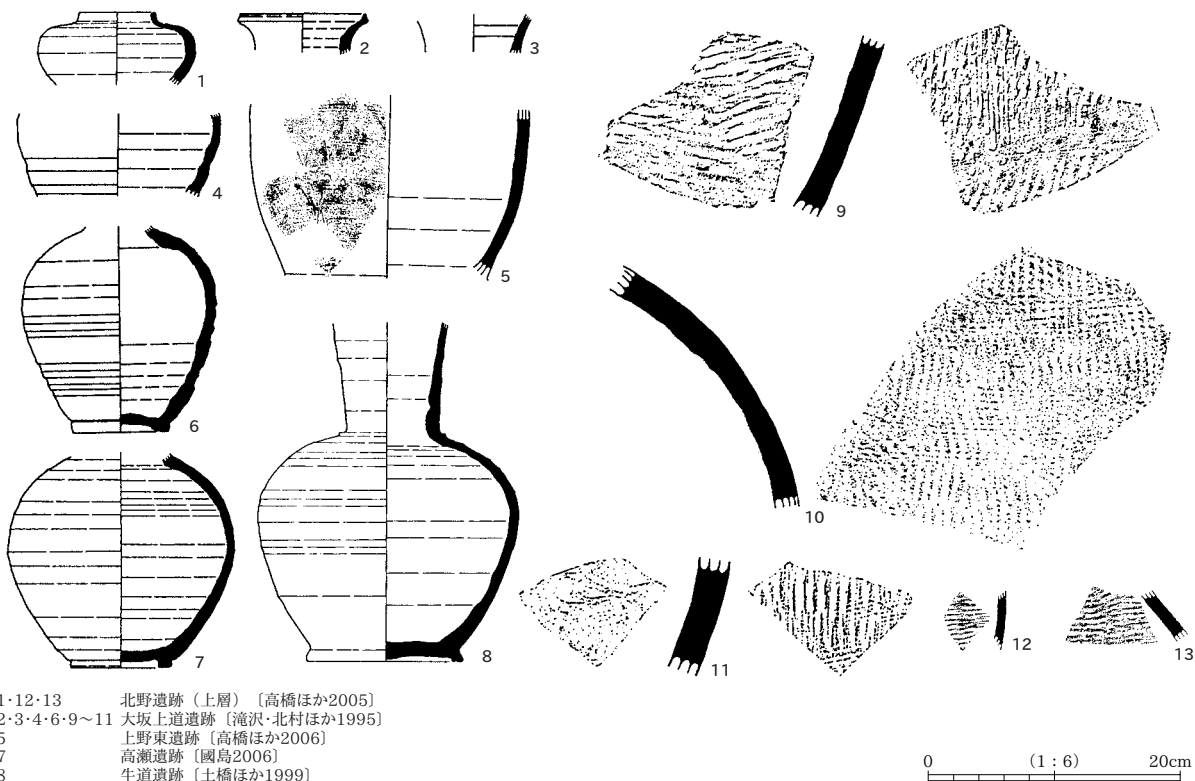 1
2
3
4
5
6
7
8
9
10
11
12
13
1･12･13 北野遺跡（上層）〔高橋ほか2005〕
2･3･4･6･9～11 大坂上道遺跡〔滝沢･北村ほか1995〕
5 上野東遺跡〔高橋ほか2006〕
7 高瀬遺跡〔國島2006〕
8 牛道遺跡〔土橋ほか1999〕
0 （1：6） 20cm